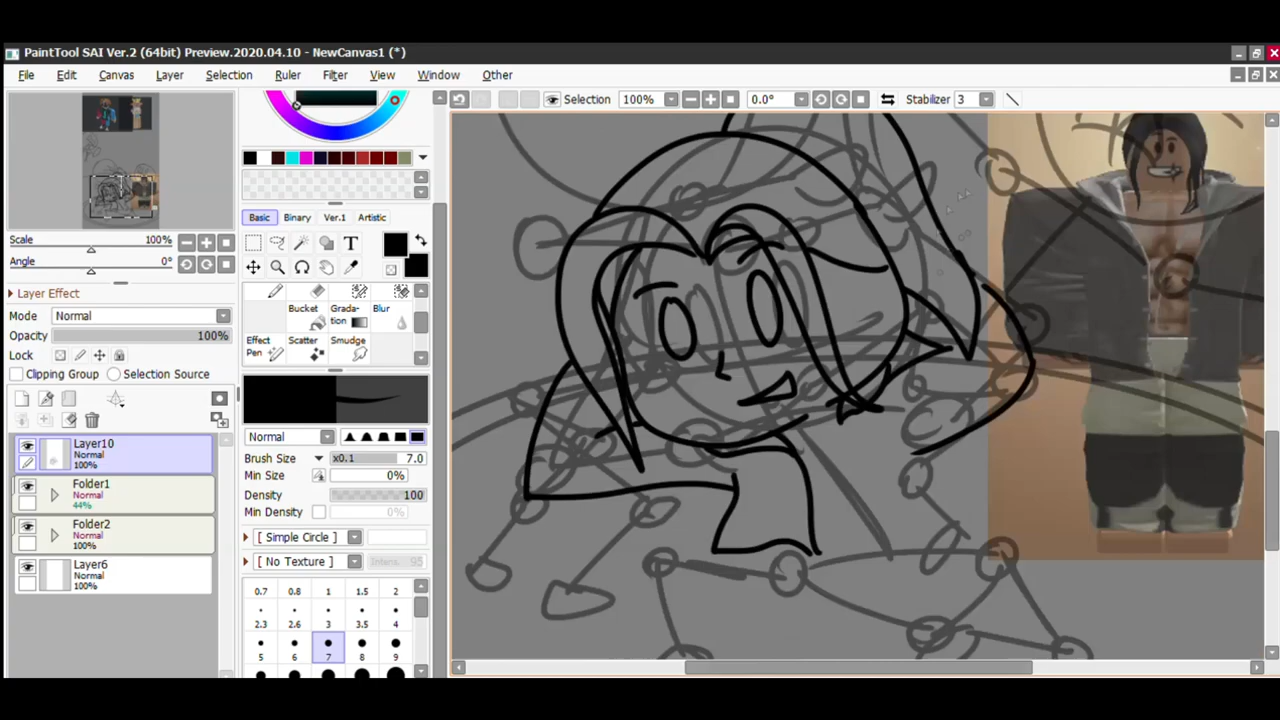 PaintTool SAI Ver.2 (64bit) Preview.2020.04.10 - NewCanvas1 (*)
File Edit Canvas Layer Selection Ruler Filter View Window Other
Selection 100% 0.0° Stabilizer 3
Scale 100%
Angle 0°
Layer Effect
Mode Normal
Opacity 100%
Lock
Clipping Group Selection Source
Layer10
Normal
100%
Folder1
Normal
44%
Folder2
Normal
100%
Layer6
Normal
100%
Basic Binary Ver.1 Artistic
T
Bucket Grada-tion Blur
Effect Pen Scatter Smudge
Normal
Brush Size x0.1 7.0
Min Size 0%
Density 100
Min Density 0%
[ Simple Circle ]
[ No Texture ] Intens. 95
0.7 0.8 1 1.5 2
2.3 2.6 3 3.5 4
5 6 7 8 9